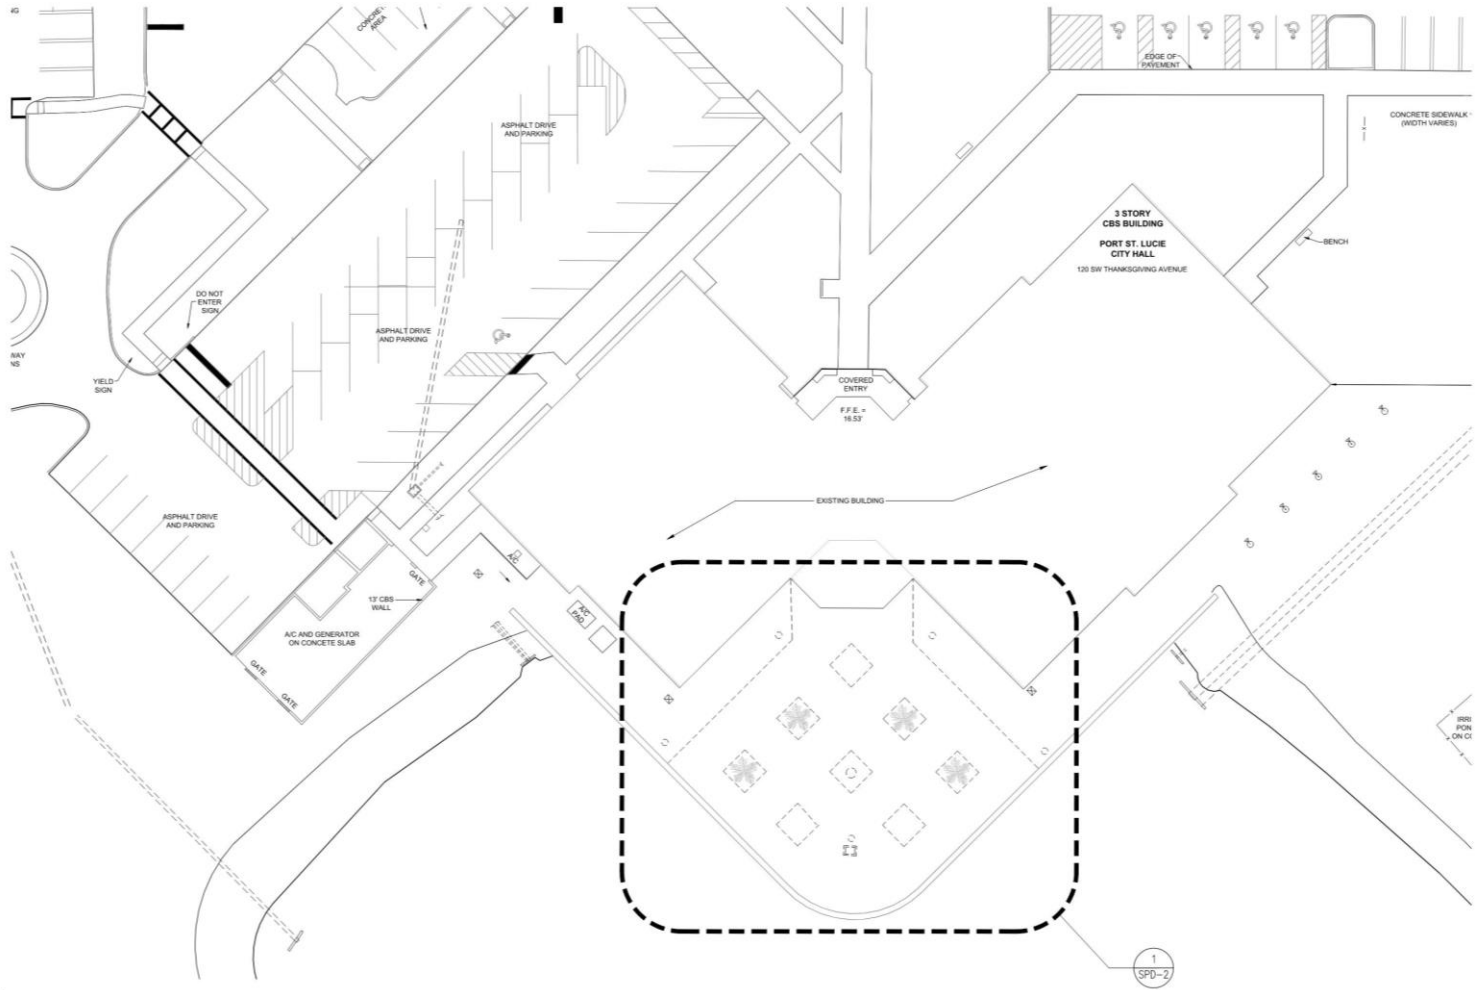 CONCRETE
AREA
EDGE OF
PAVEMENT
CONCRETE SIDEWALK
(WIDTH VARIES)
ASPHALT DRIVE
AND PARKING
3 STORY
CBS BUILDING
PORT ST. LUCIE
CITY HALL
120 SW THANKSGIVING AVENUE
BENCH
DO NOT
ENTER
SIGN
ASPHALT DRIVE
AND PARKING
YIELD
SIGN
COVERED
ENTRY
F.F.E. =
16.53'
EXISTING BUILDING
ASPHALT DRIVE
AND PARKING
A/C
GATE
13' CBS
WALL
A/C
PAD
A/C AND GENERATOR
ON CONCETE SLAB
GATE
GATE
1
SPD-2